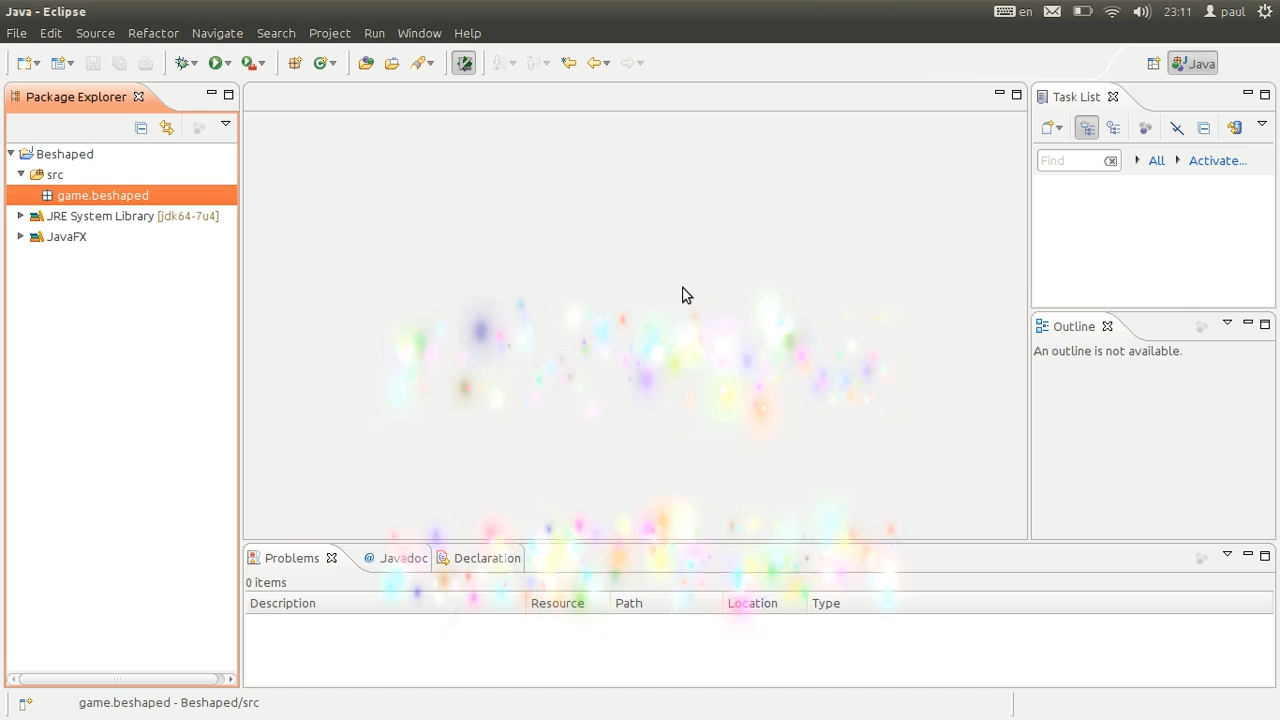 Java - Eclipse
en
23:11
paul
File Edit Source Refactor Navigate Search Project Run Window Help
Java
Package Explorer
Task List
Beshaped
Find
All
Activate...
src
game.beshaped
JRE System Library [jdk64-7u4]
JavaFX
Outline
An outline is not available.
Problems
@ Javadoc
Declaration
0 items
Description Resource Path Location Type
game.beshaped - Beshaped/src